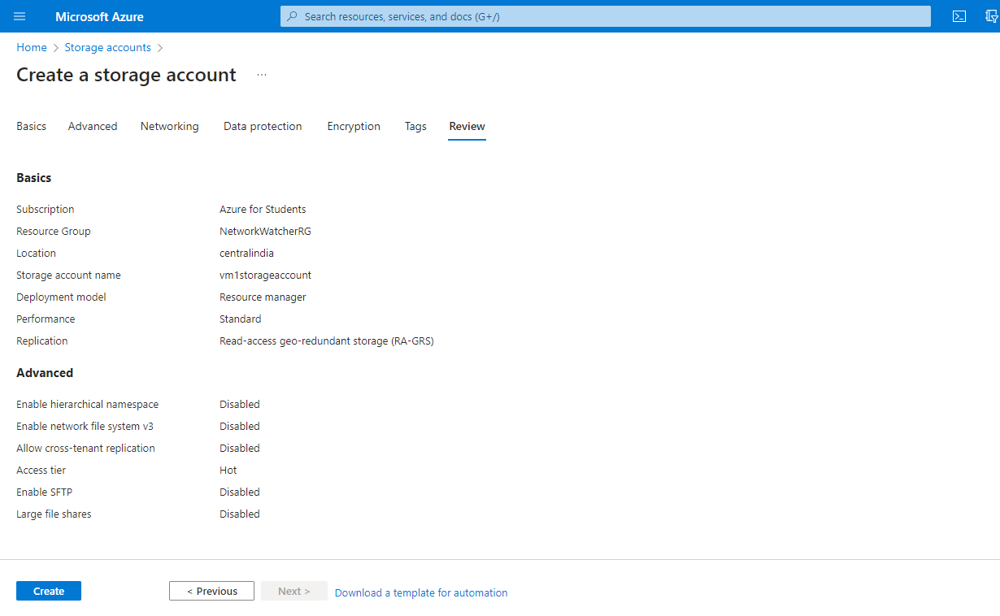 Microsoft Azure
Search resources, services, and docs (G+/)
Home > Storage accounts >
Create a storage account ...
Basics Advanced Networking Data protection Encryption Tags Review
Basics
Subscription Azure for Students
Resource Group NetworkWatcherRG
Location centralindia
Storage account name vm1storageaccount
Deployment model Resource manager
Performance Standard
Replication Read-access geo-redundant storage (RA-GRS)
Advanced
Enable hierarchical namespace Disabled
Enable network file system v3 Disabled
Allow cross-tenant replication Disabled
Access tier Hot
Enable SFTP Disabled
Large file shares Disabled
Create < Previous Next > Download a template for automation